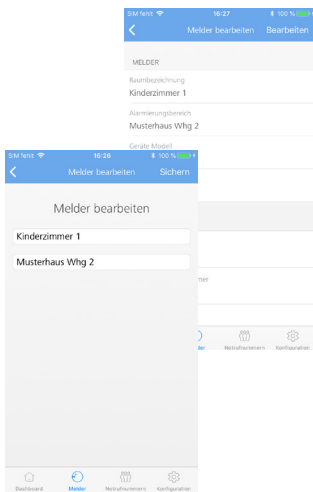 SIM fehlt 16:27 100 %
Melder bearbeiten Bearbeiten
MELDER
Raumbezeichnung
Kinderzimmer 1
Alarmierungsbereich
Musterhaus Whg 2
Geräte Modell
mer
lder Notrufnummern Konfiguration
SIM fehlt 16:26 100 %
Melder bearbeiten Sichern
Melder bearbeiten
Kinderzimmer 1
Musterhaus Whg 2
Dashboard Melder Notrufnummern Konfiguration